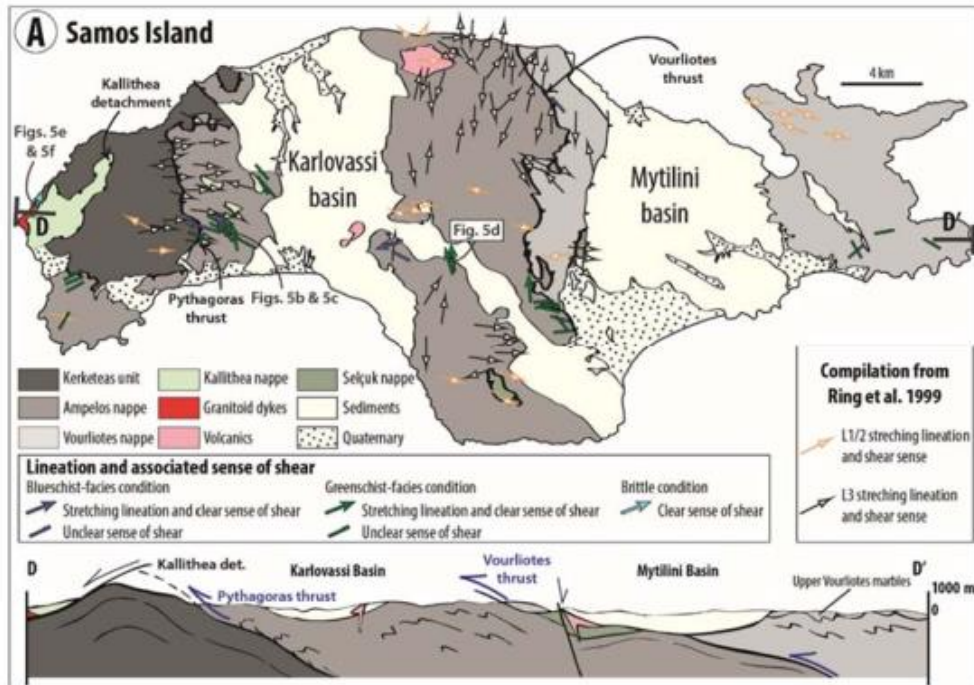 A Samos Island
Kallithea
detachment
Vourliotes
thrust
4 km
Figs. 5e
& 5f
Karlovassi
basin
Mytilini
basin
D
D'
Fig. 5d
Pythagoras
thrust
Figs. 5b & 5c
Kerketeas unit
Kallithea nappe
Selçuk nappe
Ampelos nappe
Granitoid dykes
Sediments
Vourliotes nappe
Volcanics
Quaternary
Compilation from
Ring et al. 1999
L1/2 streching lineation
and shear sense
L3 streching lineation
and shear sense
Lineation and associated sense of shear
Blueschist-facies condition
Stretching lineation and clear sense of shear
Unclear sense of shear
Greenschist-facies condition
Stretching lineation and clear sense of shear
Unclear sense of shear
Brittle condition
Clear sense of shear
D
Kallithea det.
Pythagoras thrust
Karlovassi Basin
Vourliotes
thrust
Mytilini Basin
Upper Vourliotes marbles
D'
1000 m
0